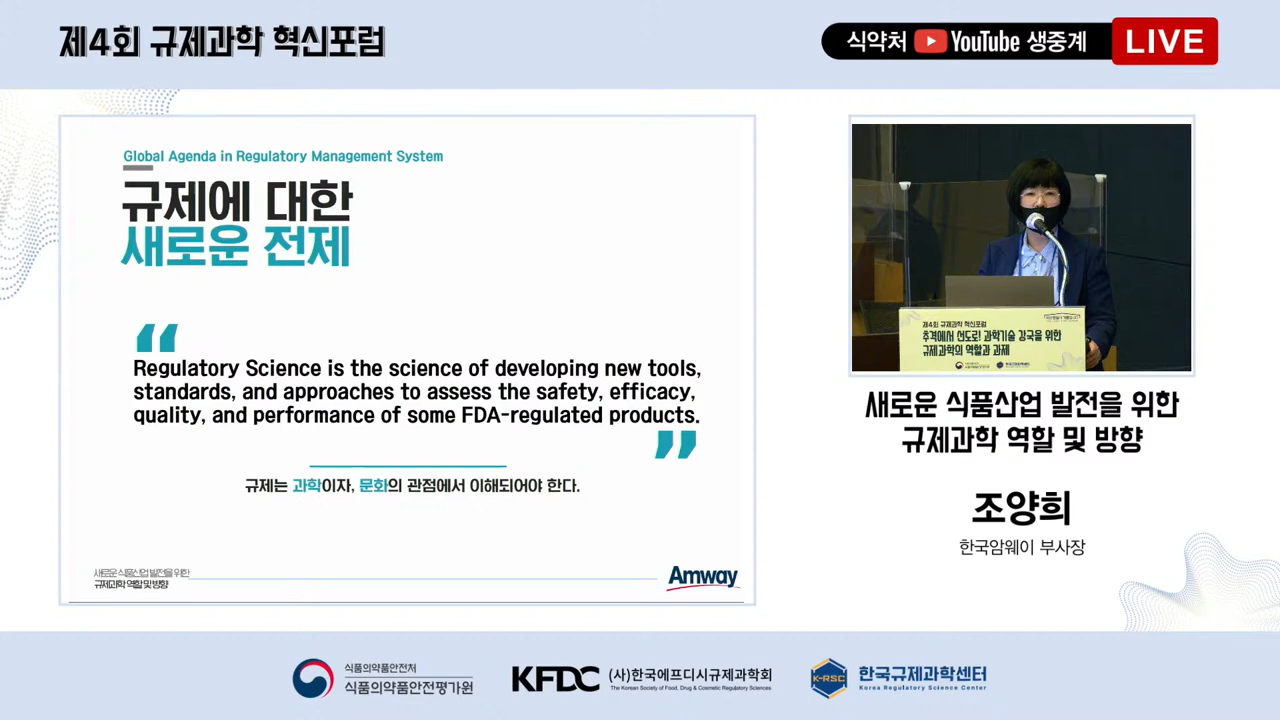 제4회 규제과학 혁신포럼
식약처 YouTube 생중계 LIVE
Global Agenda in Regulatory Management System
규제에 대한
새로운 전제
“
Regulatory Science is the science of developing new tools,
standards, and approaches to assess the safety, efficacy,
quality, and performance of some FDA-regulated products.
”
규제는 과학이자, 문화의 관점에서 이해되어야 한다.
새로운 식품산업 발전을 위한
규제과학 역할 및 방향
Amway
제4회 규제과학 혁신포럼
추격에서 선도로! 과학기술 강국을 위한
규제과학의 역할과 과제
한국규제과학센터
새로운 식품산업 발전을 위한
규제과학 역할 및 방향
조양희
한국암웨이 부사장
식품의약품안전처
식품의약품안전평가원
KFDC (사)한국에프디시규제과학회
The Korean Society of Food, Drug & Cosmetic Regulatory Sciences
K-RSC 한국규제과학센터
Korea Regulatory Science Center